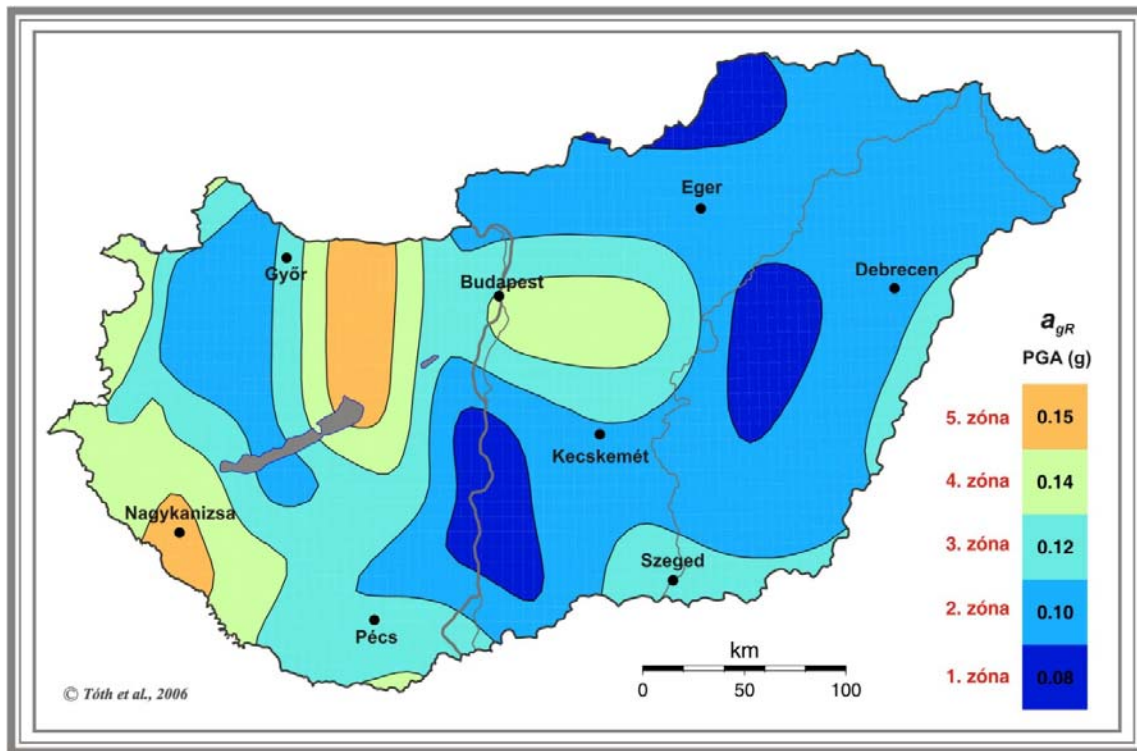 Eger
Győr
Budapest
Debrecen
Kecskemét
Nagykanizsa
Szeged
Pécs
a gR
PGA (g)
5. zóna 0.15
4. zóna 0.14
3. zóna 0.12
2. zóna 0.10
1. zóna 0.08
km
0 50 100
© Tóth et al., 2006